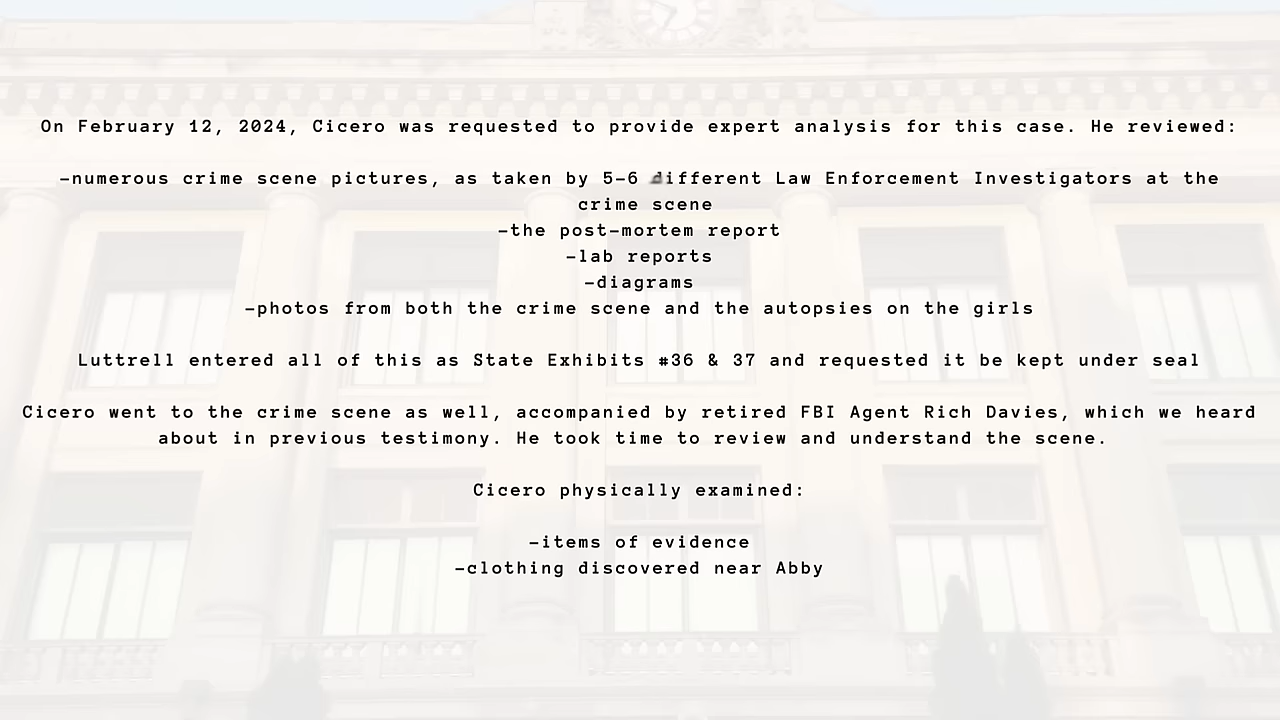 On February 12, 2024, Cicero was requested to provide expert analysis for this case. He reviewed:
-numerous crime scene pictures, as taken by 5-6 different Law Enforcement Investigators at the
crime scene
-the post-mortem report
-lab reports
-diagrams
-photos from both the crime scene and the autopsies on the girls
Luttrell entered all of this as State Exhibits #36 & 37 and requested it be kept under seal
Cicero went to the crime scene as well, accompanied by retired FBI Agent Rich Davies, which we heard
about in previous testimony. He took time to review and understand the scene.
Cicero physically examined:
-items of evidence
-clothing discovered near Abby